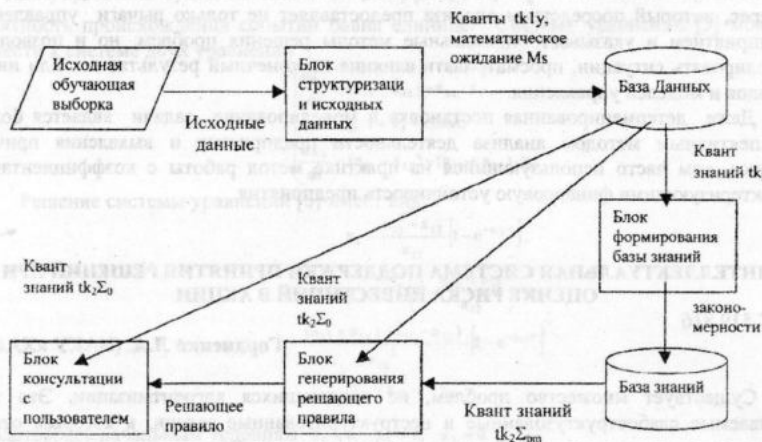 Кванты tk1y,
математическое
ожидание Ms
Исходная
обучающая
выборка
Блок
структуризаци
и исходных
данных
База Данных
Исходные
данные
Квант
знаний tk
Блок
формирования
базы знаний
Квант
знаний tk₂Σ₀
Квант
знаний
tk₂Σ₀
законо-
мерности
Блок
консультации
с
пользователем
Решающее
правило
Блок
генерирования
решающего
правила
Квант знаний
tk₂Σpm
База знаний